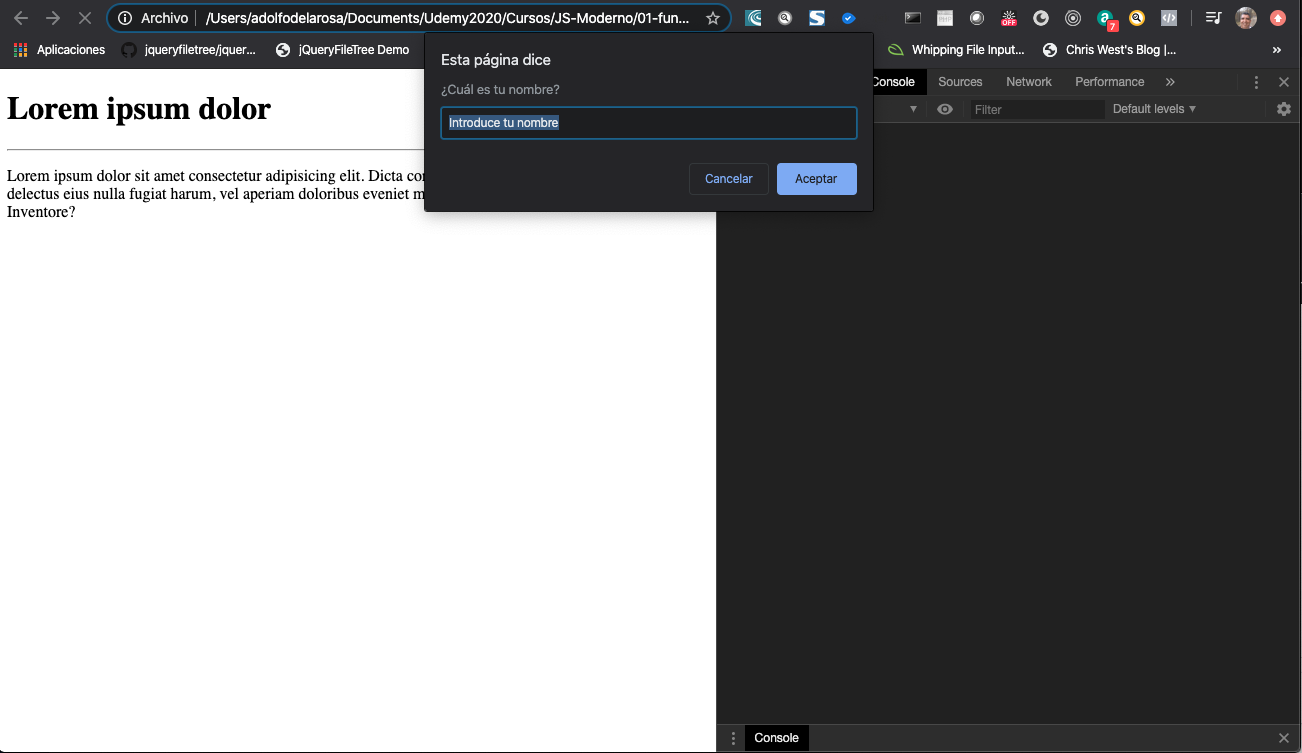 Archivo /Users/adolfodelarosa/Documents/Udemy2020/Cursos/JS-Moderno/01-fun...
OFF
7
Aplicaciones jqueryfiletree/jquer... jQueryFileTree Demo Whipping File Input... Chris West's Blog |... »
Esta página dice
¿Cuál es tu nombre?
Introduce tu nombre
Cancelar Aceptar
Console Sources Network Performance »
Filter Default levels
Lorem ipsum dolor
Lorem ipsum dolor sit amet consectetur adipisicing elit. Dicta
delectus eius nulla fugiat harum, vel aperiam doloribus eveniet
Inventore?
Console